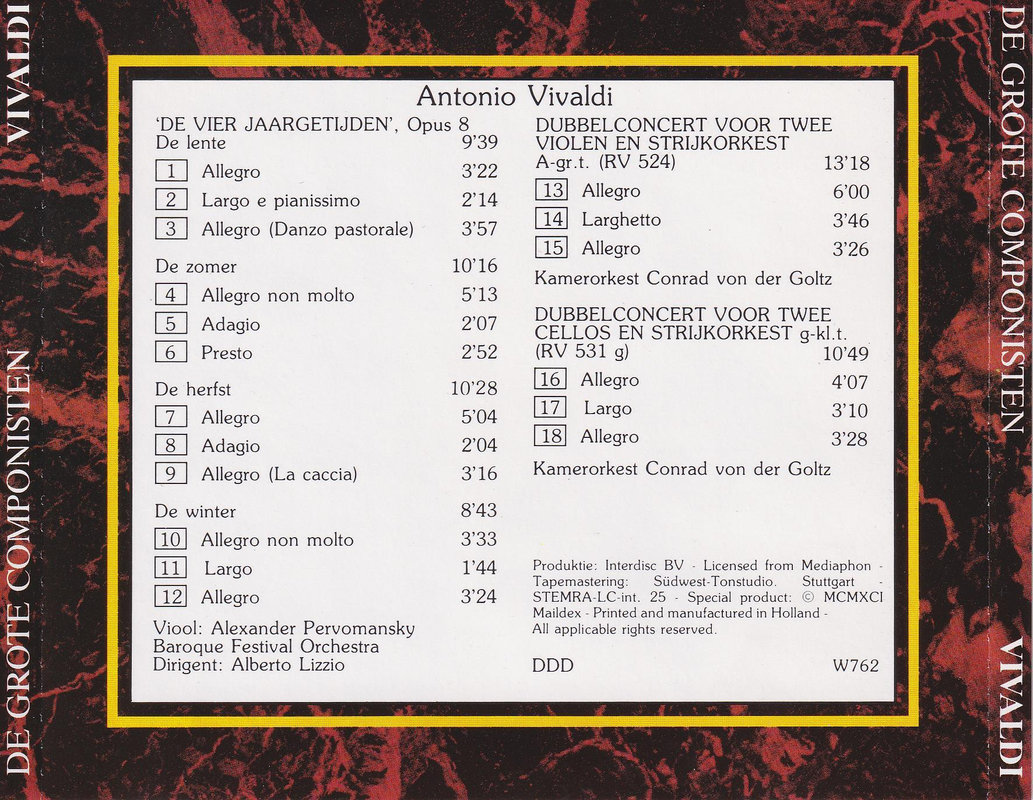 Antonio Vivaldi
'DE VIER JAARGETIJDEN', Opus 8
De lente 9'39
1 Allegro 3'22
2 Largo e pianissimo 2'14
3 Allegro (Danzo pastorale) 3'57
De zomer 10'16
4 Allegro non molto 5'13
5 Adagio 2'07
6 Presto 2'52
De herfst 10'28
7 Allegro 5'04
8 Adagio 2'04
9 Allegro (La caccia) 3'16
De winter 8'43
10 Allegro non molto 3'33
11 Largo 1'44
12 Allegro 3'24
Viool: Alexander Pervomansky
Baroque Festival Orchestra
Dirigent: Alberto Lizzio
DUBBELCONCERT VOOR TWEE
VIOLEN EN STRIJKORKEST
A-gr.t. (RV 524) 13'18
13 Allegro 6'00
14 Larghetto 3'46
15 Allegro 3'26
Kamerorkest Conrad von der Goltz
DUBBELCONCERT VOOR TWEE
CELLOS EN STRIJKORKEST g-kl.t.
(RV 531 g) 10'49
16 Allegro 4'07
17 Largo 3'10
18 Allegro 3'28
Kamerorkest Conrad von der Goltz
Produktie: Interdisc BV - Licensed from Mediaphon -
Tapemastering: Südwest-Tonstudio. Stuttgart -
STEMRA-LC-int. 25 - Special product: © MCMXCI
Maildex - Printed and manufactured in Holland -
All applicable rights reserved.
DDD W762
DE GROTE COMPONISTEN VIVALDI
DE GROTE COMPONISTEN VIVALDI